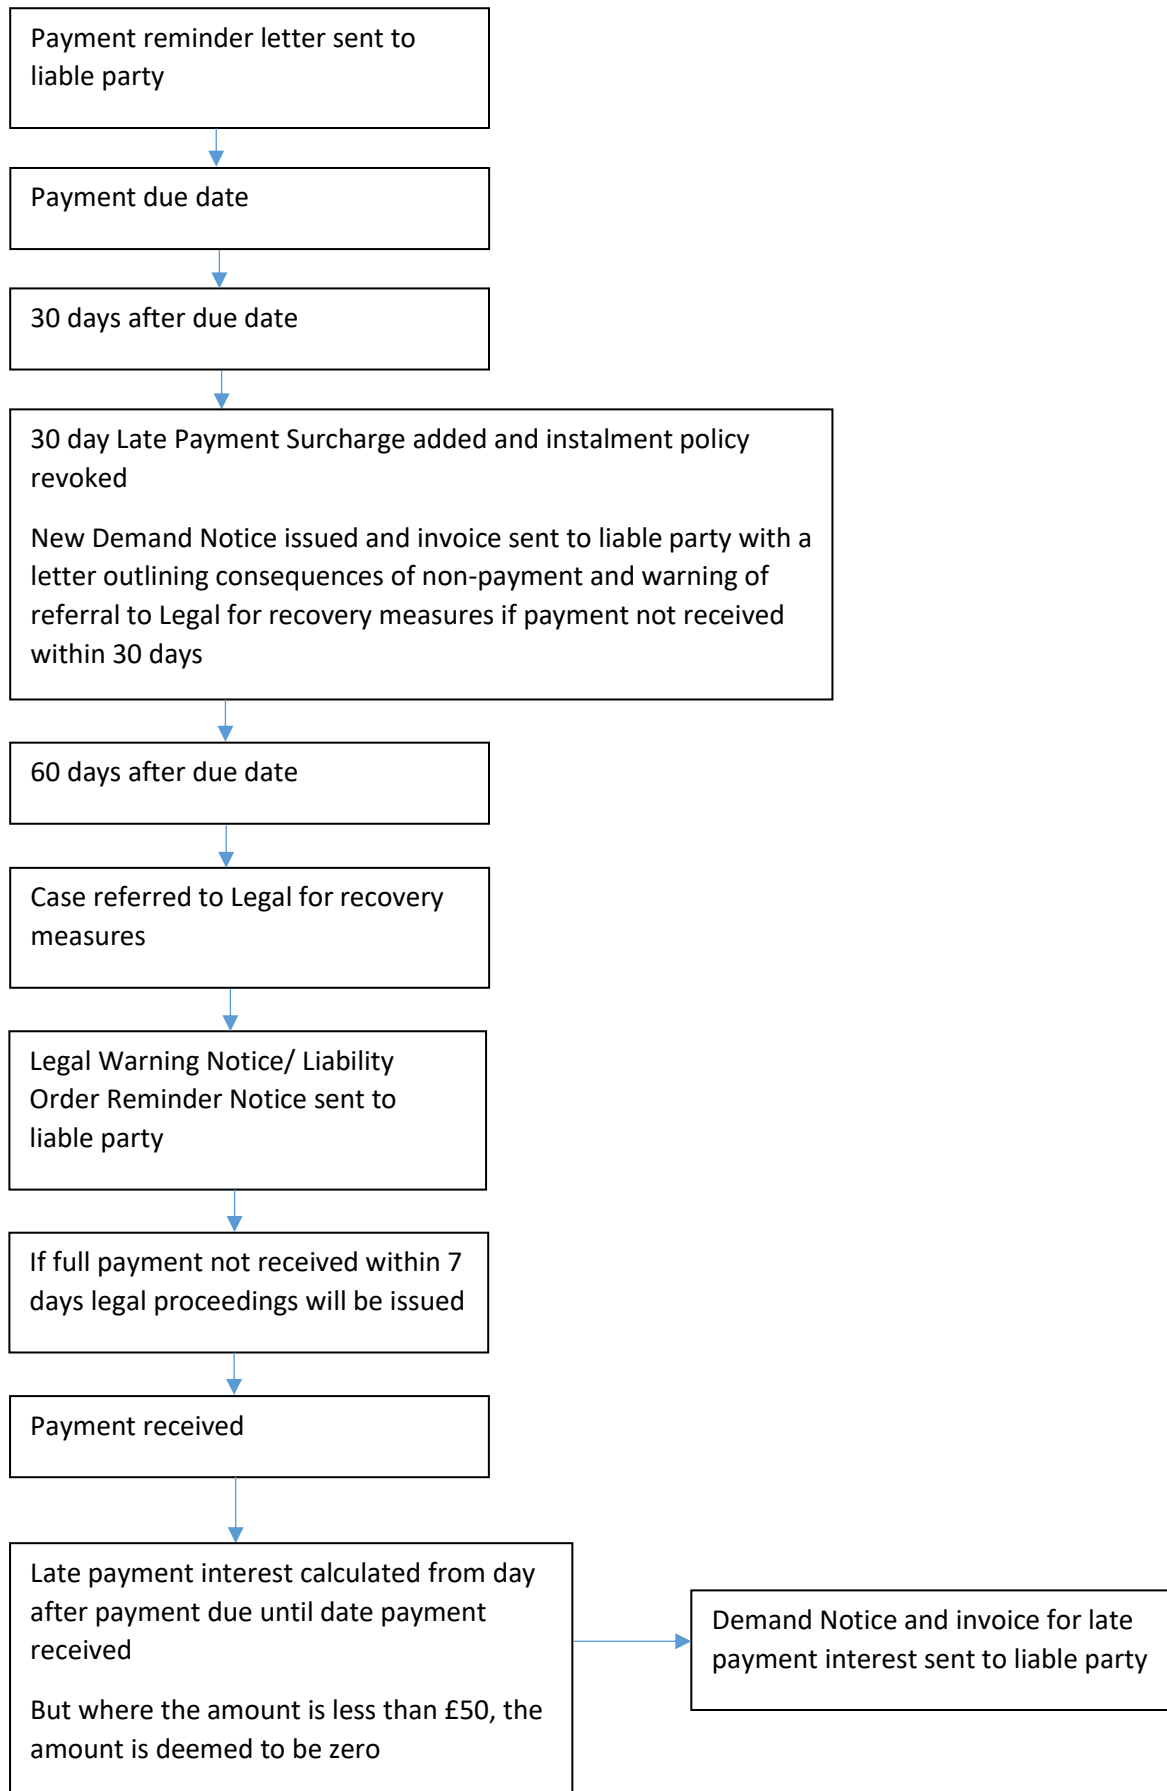 Payment reminder letter sent to
liable party
Payment due date
30 days after due date
30 day Late Payment Surcharge added and instalment policy
revoked
New Demand Notice issued and invoice sent to liable party with a
letter outlining consequences of non-payment and warning of
referral to Legal for recovery measures if payment not received
within 30 days
60 days after due date
Case referred to Legal for recovery
measures
Legal Warning Notice/ Liability
Order Reminder Notice sent to
liable party
If full payment not received within 7
days legal proceedings will be issued
Payment received
Late payment interest calculated from day
after payment due until date payment
received
But where the amount is less than £50, the
amount is deemed to be zero
Demand Notice and invoice for late
payment interest sent to liable party